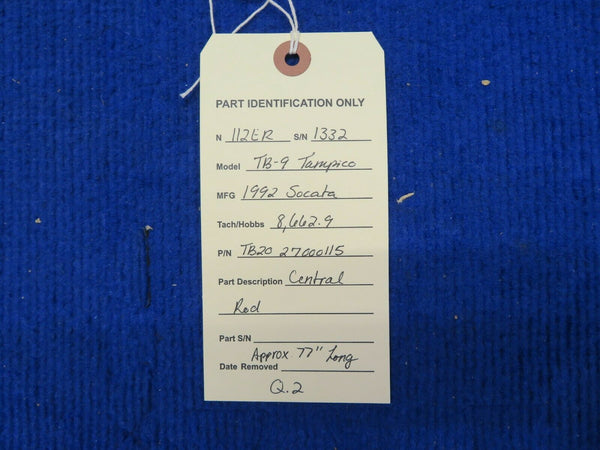 PART IDENTIFICATION ONLY
N 112ER S/N 1332
Model TB-9 Tampico
MFG 1992 Socata
Tach/Hobbs 8,662.9
P/N TB20 27000115
Part Description Central
Rod
Part S/N
Approx 77" Long
Date Removed
Q.2